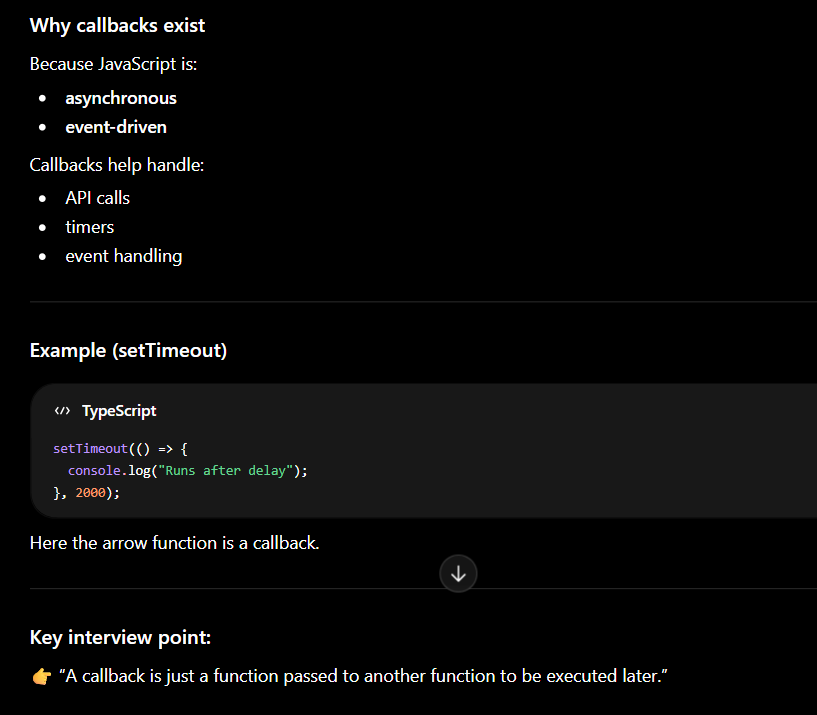 Why callbacks exist
Because JavaScript is:
• asynchronous
• event-driven
Callbacks help handle:
• API calls
• timers
• event handling
Example (setTimeout)
</> TypeScript
setTimeout(() => {
  console.log("Runs after delay");
}, 2000);
Here the arrow function is a callback.
Key interview point:
👉 “A callback is just a function passed to another function to be executed later.”